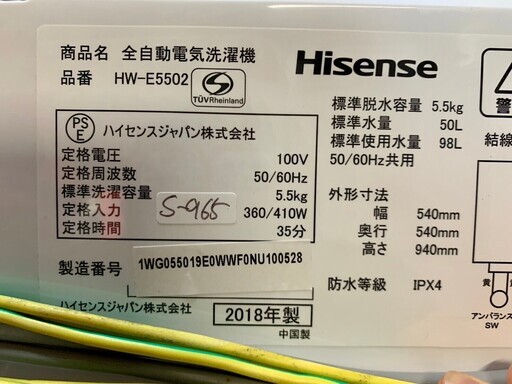 商品名 全自動電気洗濯機
品番 HW-E5502
TÜVRheinland
Hisense
PSE
ハイセンスジャパン株式会社
定格電圧 100V
定格周波数 50/60Hz
標準洗濯容量 5.5kg
定格入力 360/410W
定格時間 35分
S-965
標準脱水容量 5.5kg
標準水量 50L
標準使用水量 98L
50/60Hz共用
外形寸法
幅 540mm
奥行 540mm
高さ 940mm
防水等級 IPX4
製造番号 1WG055019E0WWF0NU100528
ハイセンスジャパン株式会社
2018年製
中国製
警
結線
黄
黄
アンバランス
SW